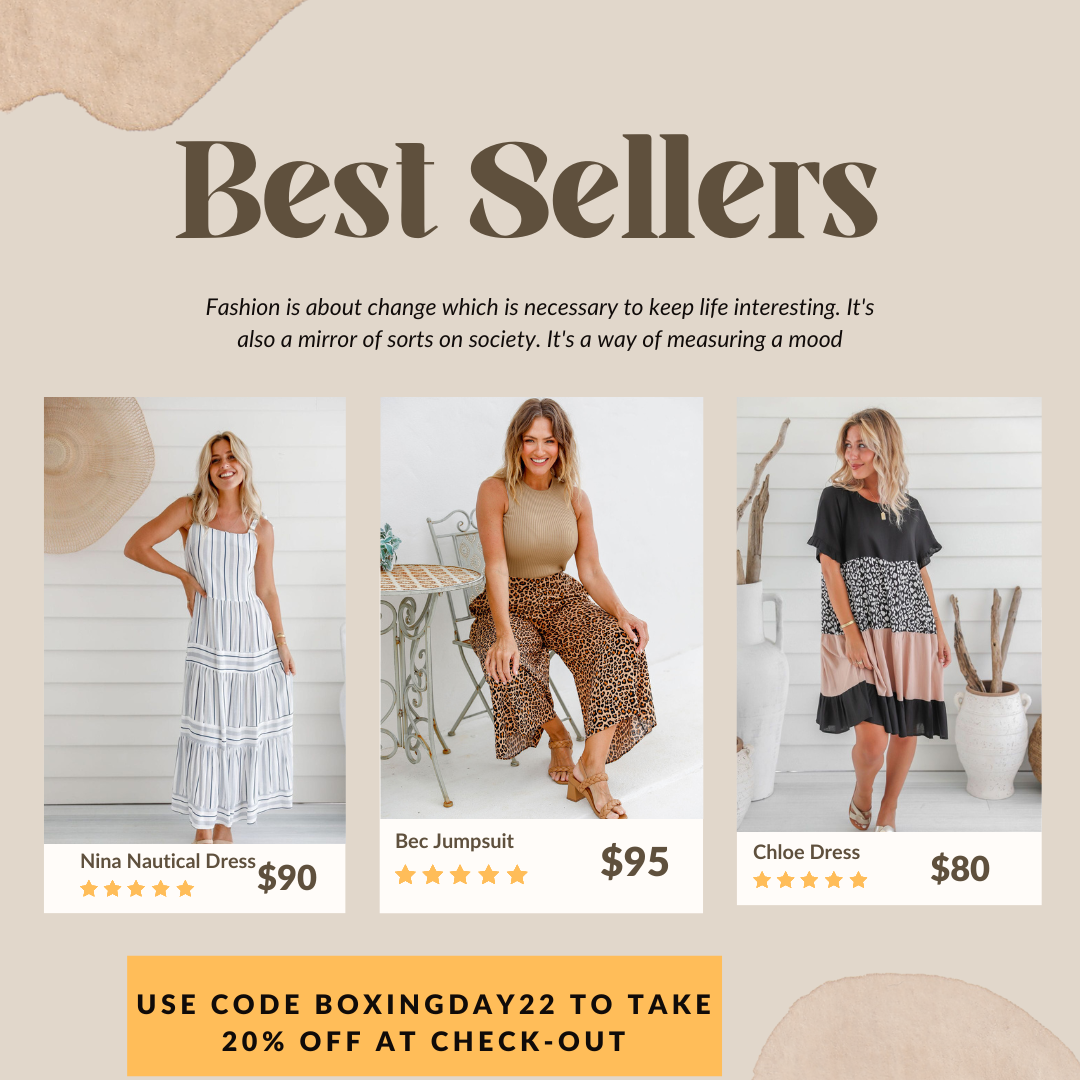 Best Sellers
Fashion is about change which is necessary to keep life interesting. It's
also a mirror of sorts on society. It's a way of measuring a mood
Nina Nautical Dress
$90
Bec Jumpsuit
$95
Chloe Dress
$80
USE CODE BOXINGDAY22 TO TAKE
20% OFF AT CHECK-OUT